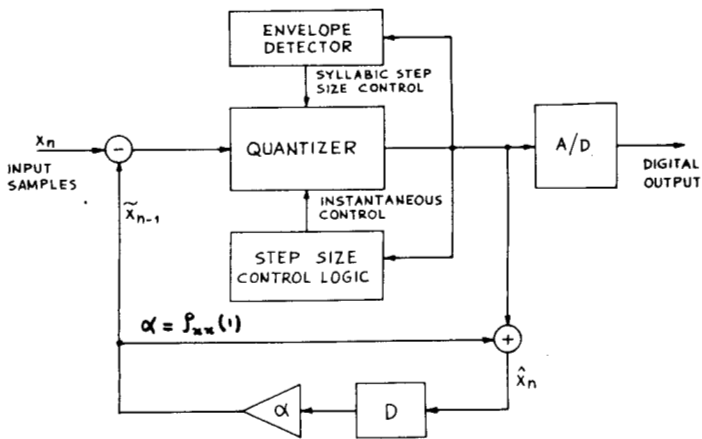 ENVELOPE
DETECTOR
SYLLABIC STEP
SIZE CONTROL
xn
INPUT
SAMPLES
−
QUANTIZER
A/D
DIGITAL
OUTPUT
x̃n-1
INSTANTANEOUS
CONTROL
STEP SIZE
CONTROL LOGIC
α = ρxx(1)
+
x̂n
α
D